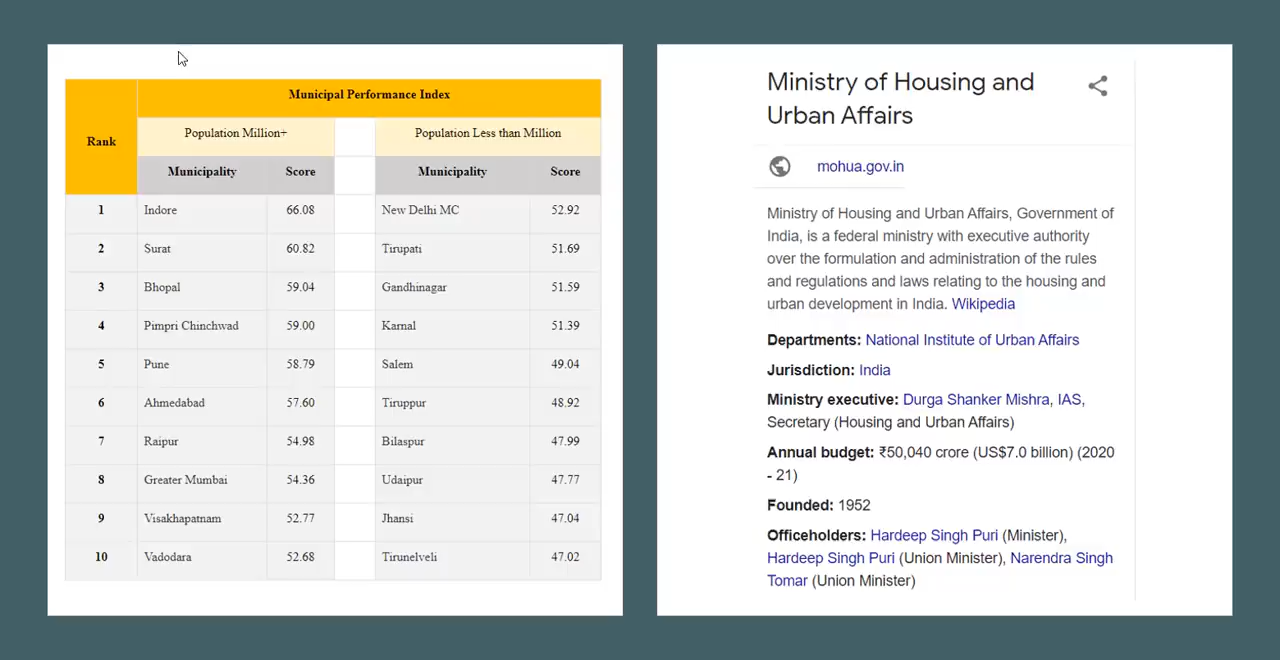 Municipal Performance Index
Rank
Population Million+ Population Less than Million
Municipality Score Municipality Score
1 Indore 66.08 New Delhi MC 52.92
2 Surat 60.82 Tirupati 51.69
3 Bhopal 59.04 Gandhinagar 51.59
4 Pimpri Chinchwad 59.00 Karnal 51.39
5 Pune 58.79 Salem 49.04
6 Ahmedabad 57.60 Tiruppur 48.92
7 Raipur 54.98 Bilaspur 47.99
8 Greater Mumbai 54.36 Udaipur 47.77
9 Visakhapatnam 52.77 Jhansi 47.04
10 Vadodara 52.68 Tirunelveli 47.02
Ministry of Housing and
Urban Affairs
mohua.gov.in
Ministry of Housing and Urban Affairs, Government of
India, is a federal ministry with executive authority
over the formulation and administration of the rules
and regulations and laws relating to the housing and
urban development in India. Wikipedia
Departments: National Institute of Urban Affairs
Jurisdiction: India
Ministry executive: Durga Shanker Mishra, IAS,
Secretary (Housing and Urban Affairs)
Annual budget: ₹50,040 crore (US$7.0 billion) (2020
- 21)
Founded: 1952
Officeholders: Hardeep Singh Puri (Minister),
Hardeep Singh Puri (Union Minister), Narendra Singh
Tomar (Union Minister)